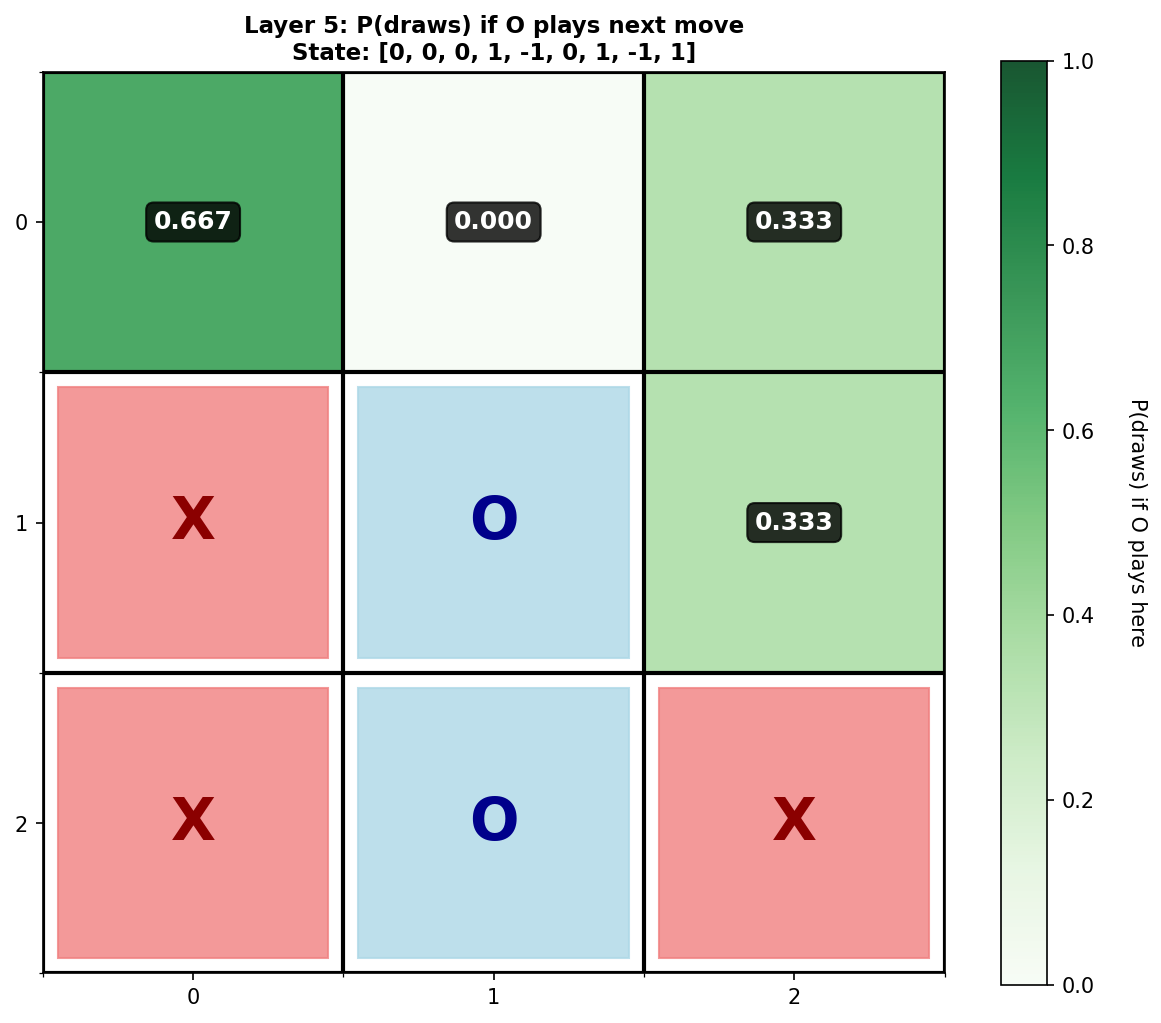 Layer 5: P(draws) if O plays next move
State: [0, 0, 0, 1, -1, 0, 1, -1, 1]
0
0.667
0.000
0.333
1
X
O
0.333
2
X
O
X
0
1
2
1.0
0.8
0.6
0.4
0.2
0.0
P(draws) if O plays here